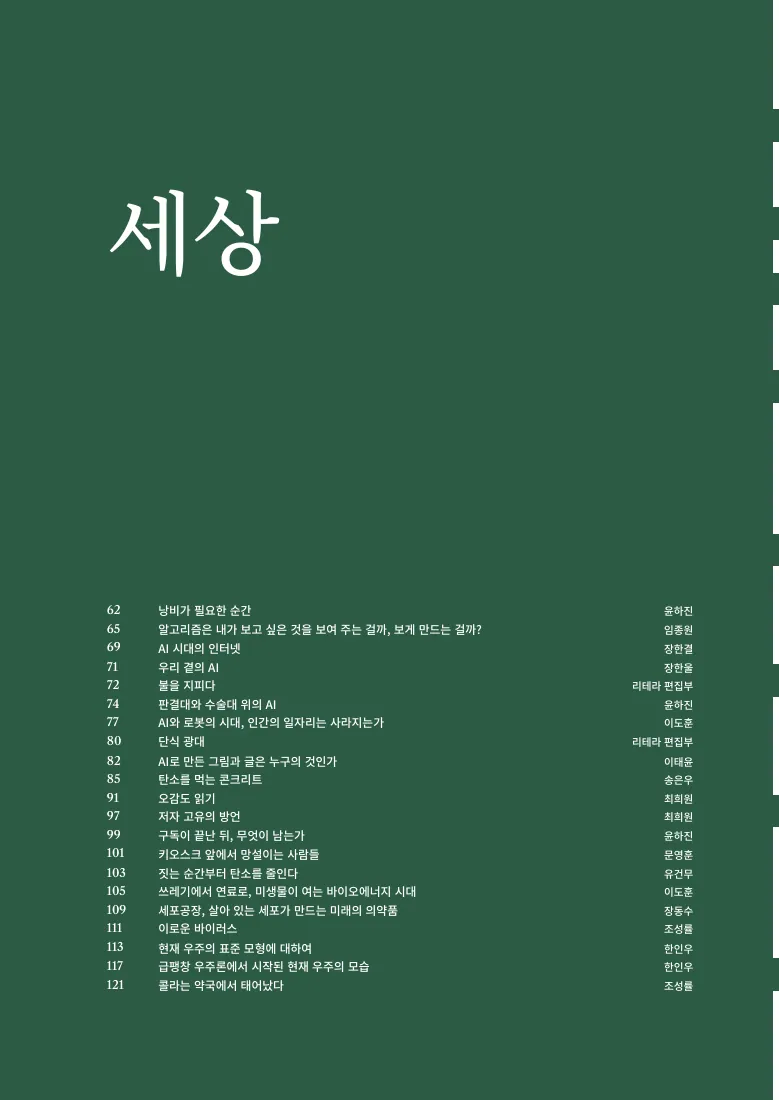 세상
62 낭비가 필요한 순간 윤하진
65 알고리즘은 내가 보고 싶은 것을 보여 주는 걸까, 보게 만드는 걸까? 임종원
69 AI 시대의 인터넷 장한결
71 우리 곁의 AI 장한울
72 불을 지피다 리테라 편집부
74 판결대와 수술대 위의 AI 윤하진
77 AI와 로봇의 시대, 인간의 일자리는 사라지는가 이도훈
80 단식 광대 리테라 편집부
82 AI로 만든 그림과 글은 누구의 것인가 이태윤
85 탄소를 먹는 콘크리트 송은우
91 오감도 읽기 최희원
97 저자 고유의 방언 최희원
99 구독이 끝난 뒤, 무엇이 남는가 윤하진
101 키오스크 앞에서 망설이는 사람들 문영훈
103 짓는 순간부터 탄소를 줄인다 유건무
105 쓰레기에서 연료로, 미생물이 여는 바이오에너지 시대 이도훈
109 세포공장, 살아 있는 세포가 만드는 미래의 의약품 장동수
111 이로운 바이러스 조성률
113 현재 우주의 표준 모형에 대하여 한인우
117 급팽창 우주론에서 시작된 현재 우주의 모습 한인우
121 콜라는 약국에서 태어났다 조성률